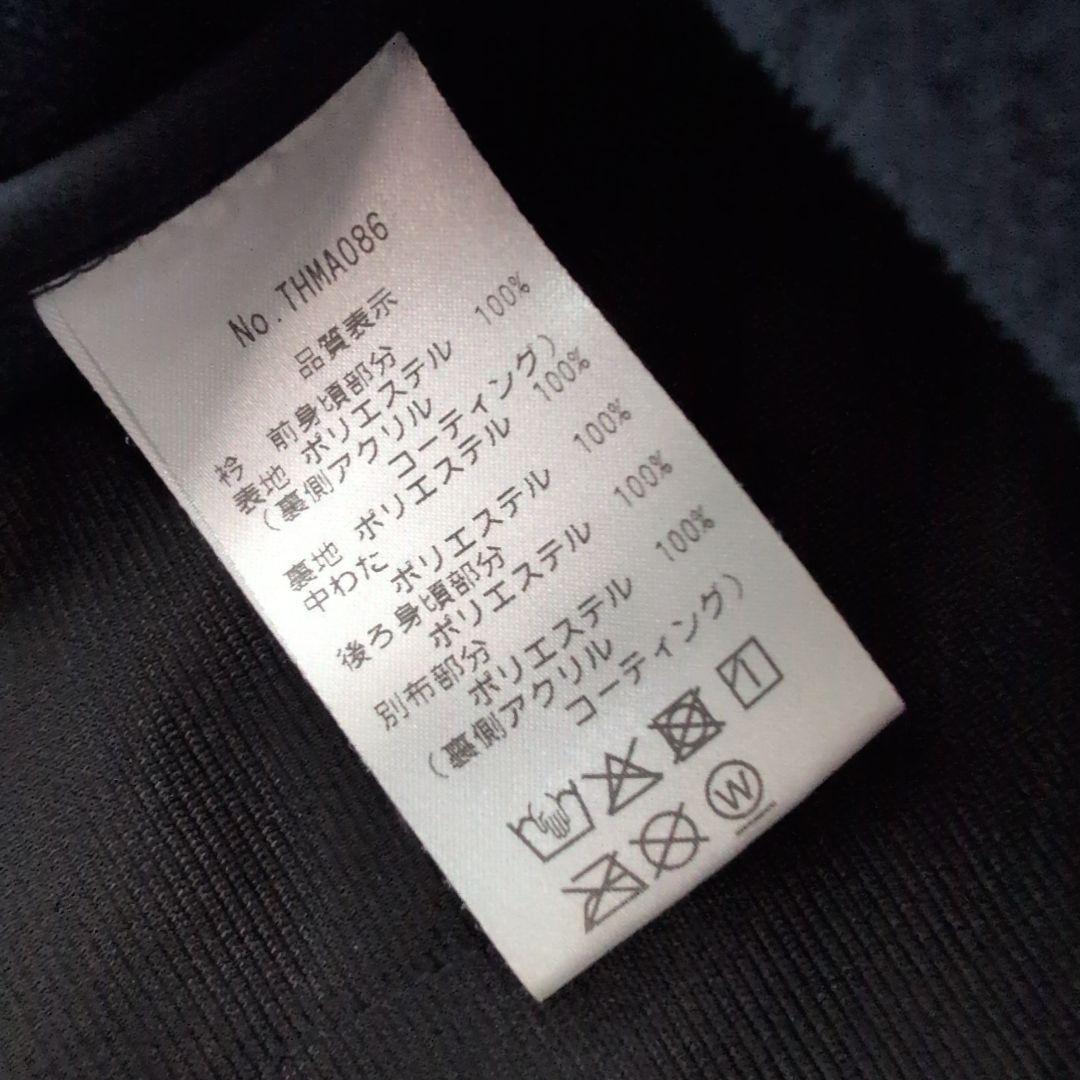 No.THMA086
品質表示
衿 前身頃部分
表地 ポリエステル 100%
(裏側アクリル
コーティング)
裏地 ポリエステル 100%
中わた
ポリエステル 100%
後ろ身頃部分
ポリエステル 100%
別布部分
ポリエステル 100%
(裏側アクリル
コーティング)
W